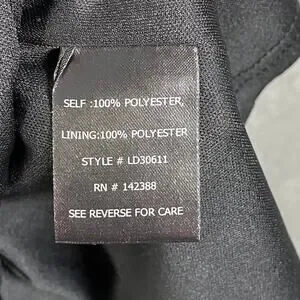 SELF :100% POLYESTER,
LINING:100% POLYESTER
STYLE # LD30611
RN # 142388
SEE REVERSE FOR CARE